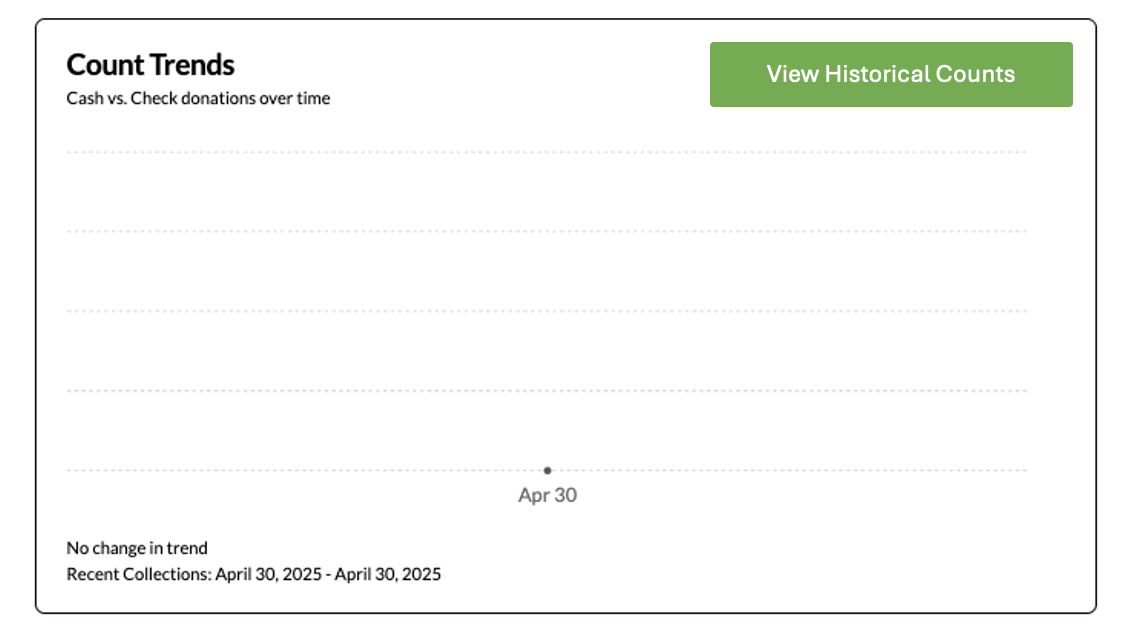 Count Trends
View Historical Counts
Cash vs. Check donations over time
Apr 30
No change in trend
Recent Collections: April 30, 2025 - April 30, 2025